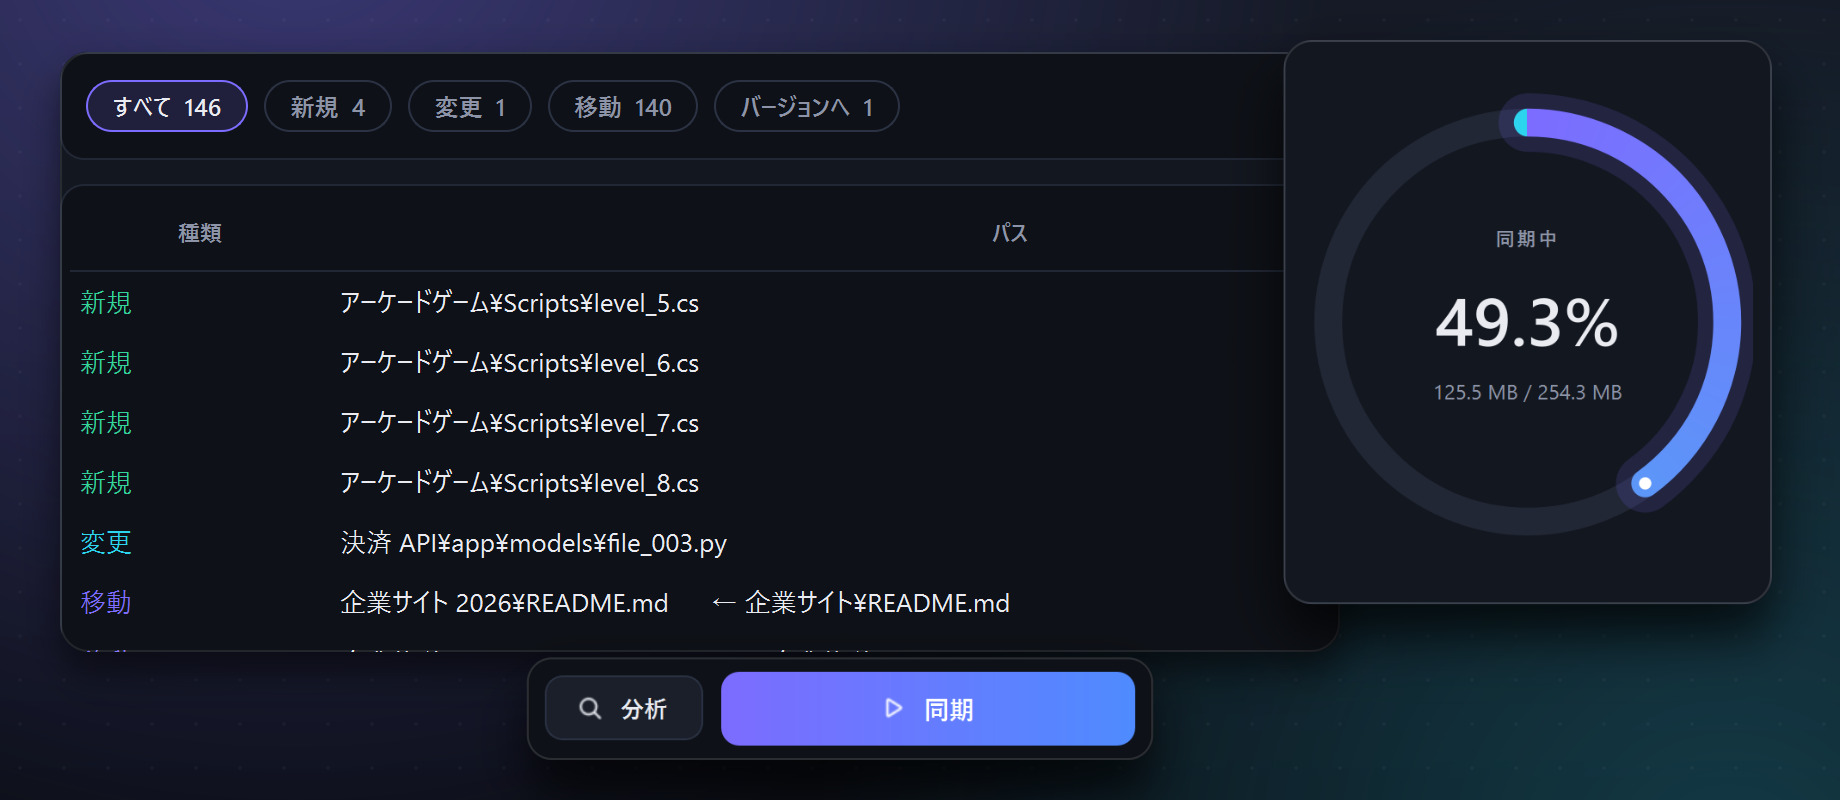 すべて 146 新規 4 変更 1 移動 140 バージョンへ 1
種類 パス
新規 アーケードゲーム¥Scripts¥level_5.cs
新規 アーケードゲーム¥Scripts¥level_6.cs
新規 アーケードゲーム¥Scripts¥level_7.cs
新規 アーケードゲーム¥Scripts¥level_8.cs
変更 決済 API¥app¥models¥file_003.py
移動 企業サイト 2026¥README.md ← 企業サイト¥README.md
同期中
49.3%
125.5 MB / 254.3 MB
分析 同期